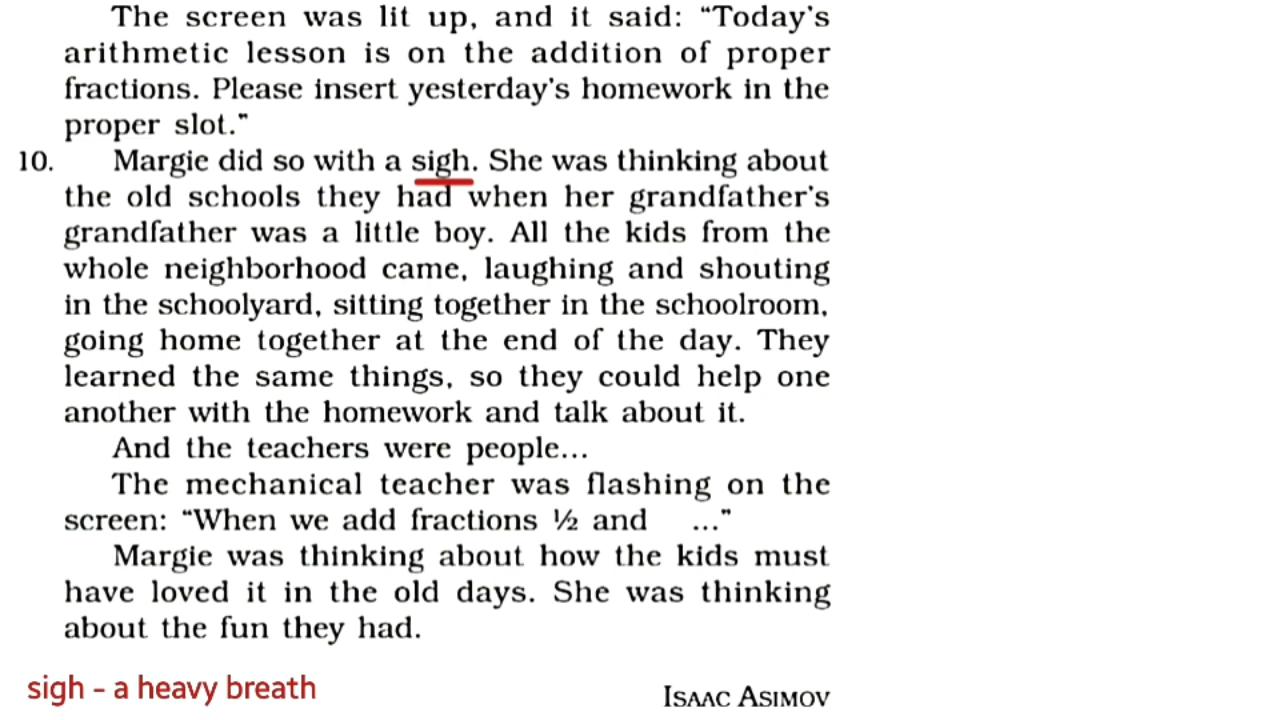 The screen was lit up, and it said: “Today’s
arithmetic lesson is on the addition of proper
fractions. Please insert yesterday’s homework in the
proper slot.”
10. Margie did so with a sigh. She was thinking about
the old schools they had when her grandfather’s
grandfather was a little boy. All the kids from the
whole neighborhood came, laughing and shouting
in the schoolyard, sitting together in the schoolroom,
going home together at the end of the day. They
learned the same things, so they could help one
another with the homework and talk about it.
And the teachers were people...
The mechanical teacher was flashing on the
screen: “When we add fractions ½ and ...”
Margie was thinking about how the kids must
have loved it in the old days. She was thinking
about the fun they had.
sigh - a heavy breath
ISAAC ASIMOV